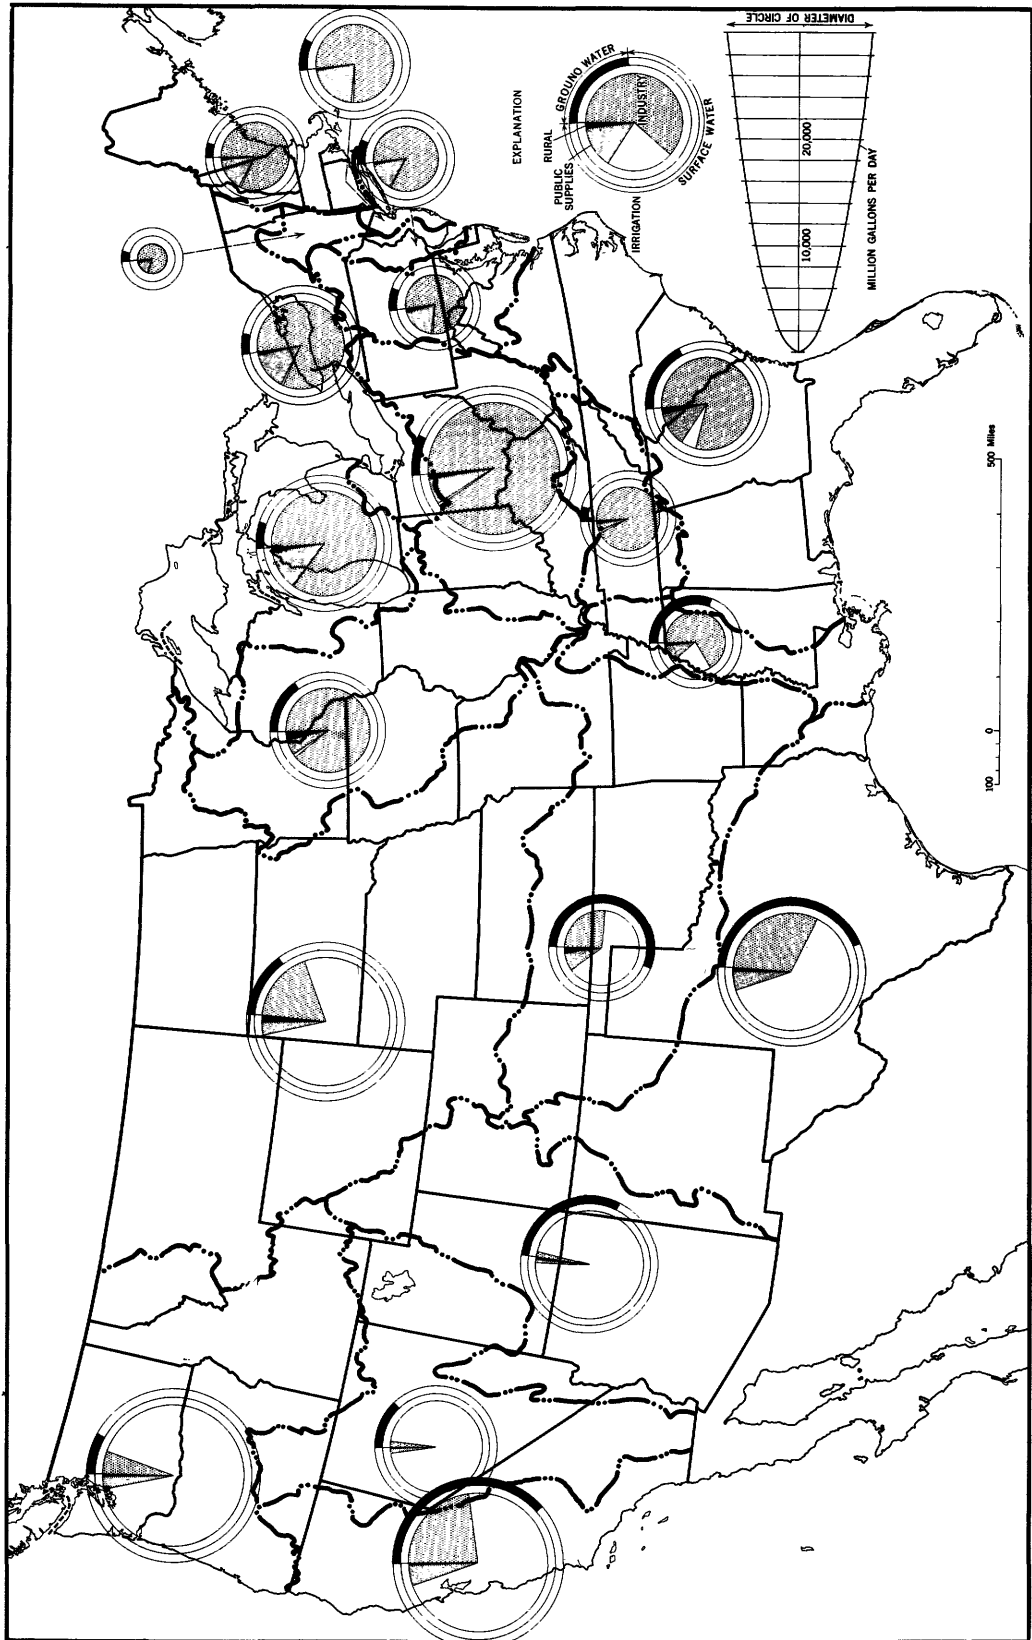 EXPLANATION
RURAL
PUBLIC
SUPPLIES
GROUND WATER
INDUSTRY
SURFACE WATER
IRRIGATION
DIAMETER OF CIRCLE
20,000
10,000
MILLION GALLONS PER DAY
100
0
500 Miles